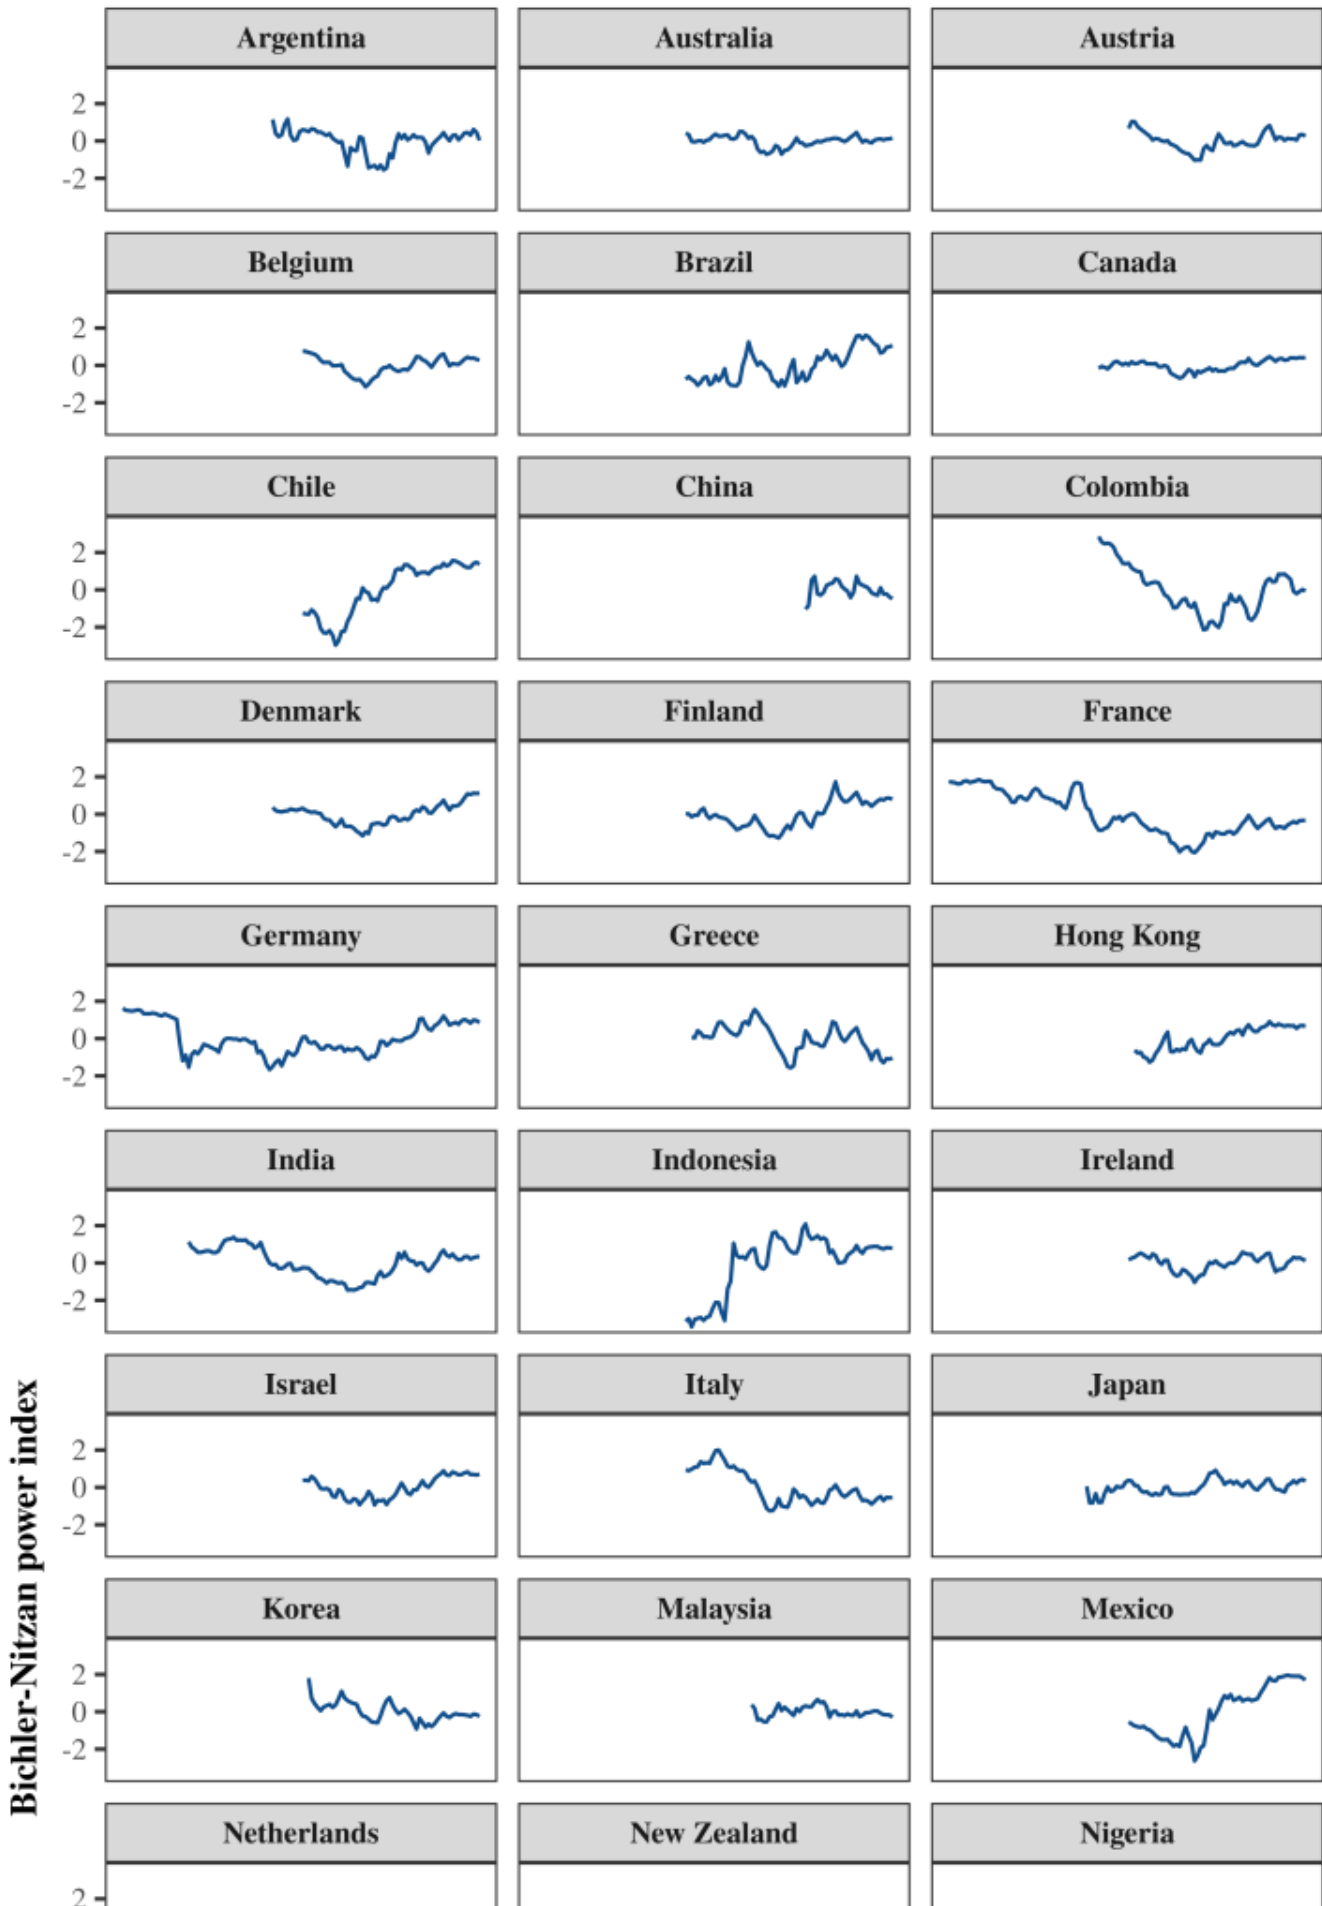 Argentina Australia Austria
2
0
-2
Belgium Brazil Canada
2
0
-2
Chile China Colombia
2
0
-2
Denmark Finland France
2
0
-2
Germany Greece Hong Kong
2
0
-2
India Indonesia Ireland
2
0
-2
Israel Italy Japan
2
0
-2
Korea Malaysia Mexico
2
0
-2
Netherlands New Zealand Nigeria
2
Bichler-Nitzan power index